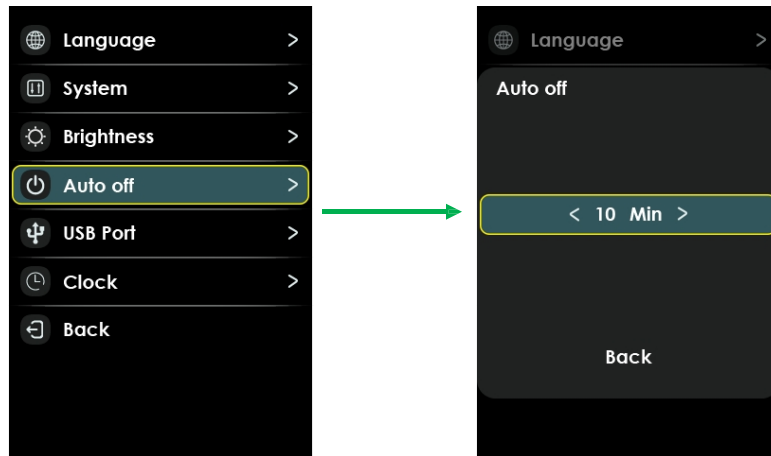 Language >
System >
Brightness >
Auto off >
USB Port >
Clock >
Back
Language >
Auto off
< 10 Min >
Back